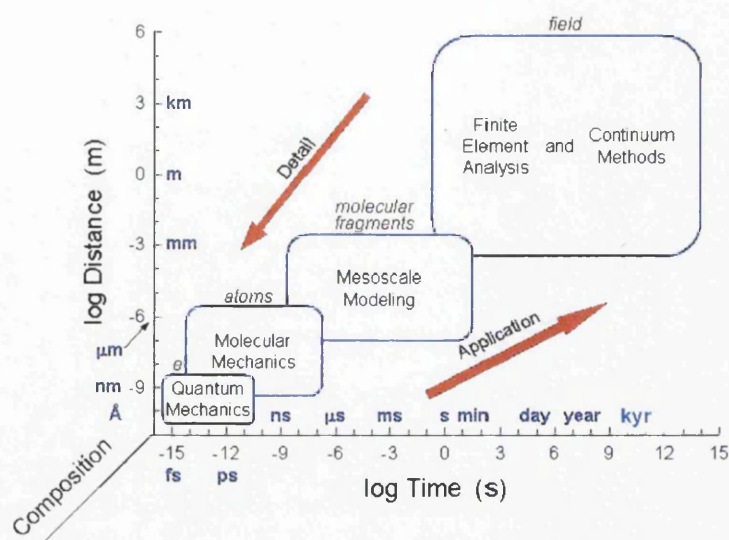 field
6
3
km
Finite
Element
Analysis
and
Continuum
Methods
Detail
0
m
molecular
fragments
-3
mm
Mesoscale
Modeling
log Distance (m)
atoms
-6
Molecular
Mechanics
Application
μm
e
nm
-9
Quantum
Mechanics
Å
ns
μs
ms
s
min
day
year
kyr
-15
-12
-9
-6
-3
0
3
6
9
12
15
fs
ps
Composition
log Time (s)